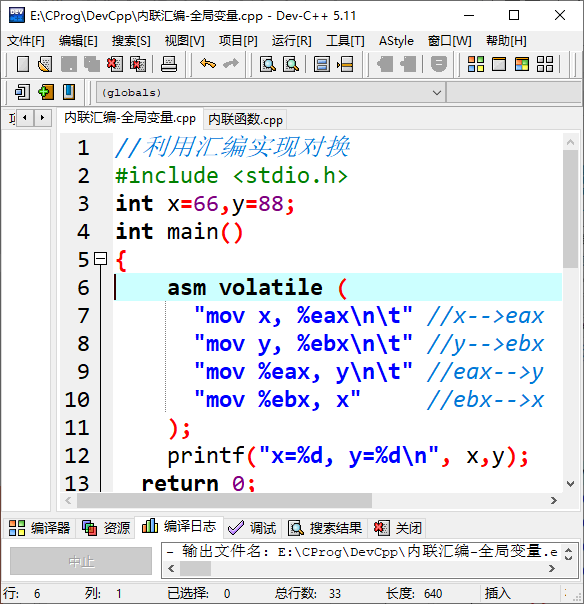 E:\CProg\DevCpp\内联汇编-全局变量.cpp - Dev-C++ 5.11
文件[F] 编辑[E] 搜索[S] 视图[V] 项目[P] 运行[R] 工具[T] AStyle 窗口[W] 帮助[H]
(globals)
内联汇编-全局变量.cpp 内联函数.cpp
1 //利用汇编实现对换
2 #include <stdio.h>
3 int x=66,y=88;
4 int main()
5 {
6 asm volatile (
7 "mov x, %eax\n\t" //x-->eax
8 "mov y, %ebx\n\t" //y-->ebx
9 "mov %eax, y\n\t" //eax-->y
10 "mov %ebx, x" //ebx-->x
11 );
12 printf("x=%d, y=%d\n", x,y);
13 return 0;
编译器 资源 编译日志 调试 搜索结果 关闭
中止
- 输出文件名: E:\CProg\DevCpp\内联汇编-全局变量.e
行: 6 列: 1 已选择: 0 总行数: 33 长度: 640 插入